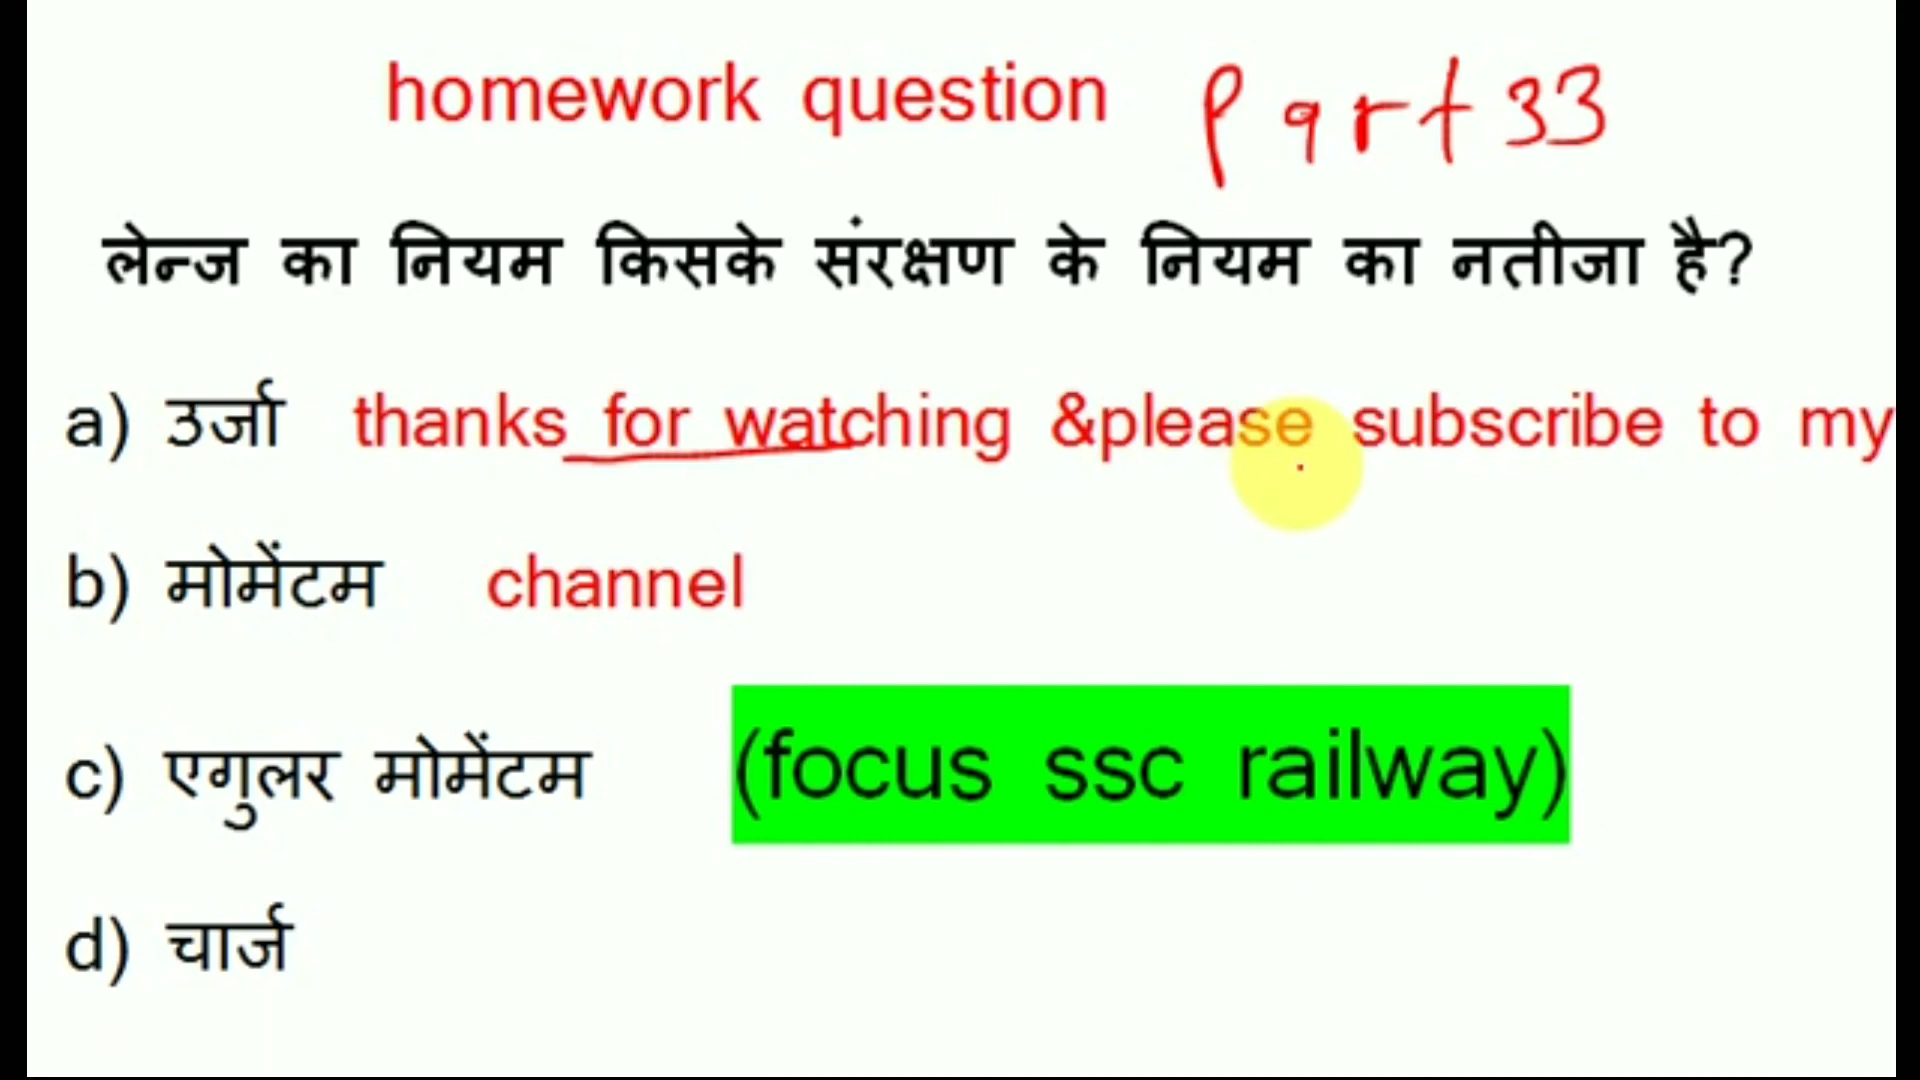 homework question Part 33
लेन्ज का नियम किसके संरक्षण के नियम का नतीजा है?
a) उर्जा thanks for watching &please subscribe to my
b) मोमेंटम channel
c) एगुलर मोमेंटम (focus ssc railway)
d) चार्ज